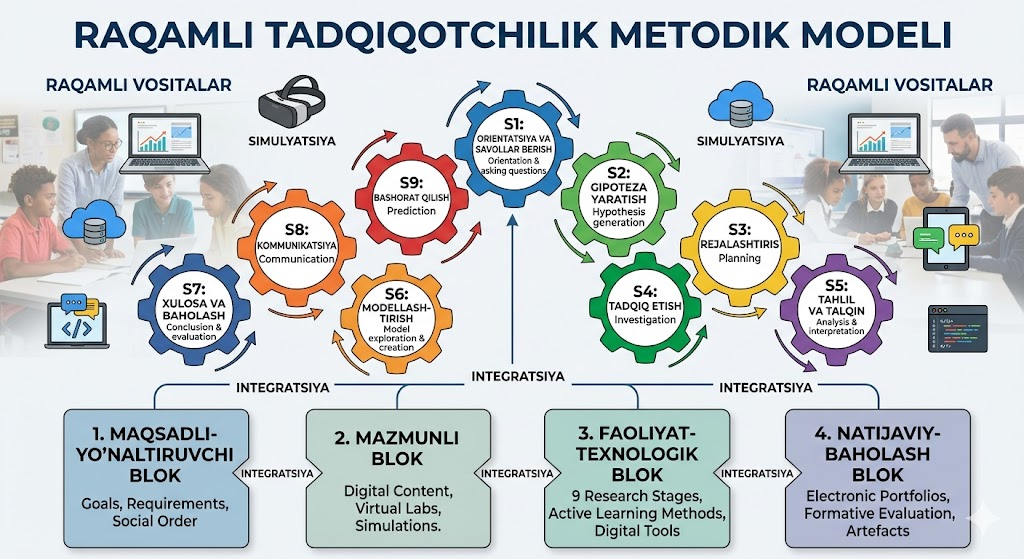 RAQAMLI TADQIQOTCHILIK METODIK MODELI
RAQAMLI VOSITALAR
SIMULYATSIYA
S1:
ORIENTATSIYA VA
SAVOLLAR BERISH
Orientation &
asking questions
SIMULYATSIYA
RAQAMLI VOSITALAR
S9:
BASHORAT QILISH
Prediction
S2:
GIPOTEZA
YARATISH
Hypothesis
generation
S8:
KOMMUNIKATSIYA
Communication
S3:
REJALASHTIRIS
Planning
S7:
XULOSA VA
BAHOLASH
Conclusion &
evaluation
S6:
MODELLASH-
TIRISH
Model
exploration &
creation
S4:
TADQIQ ETISH
Investigation
S5:
TAHLIL
VA TALQIN
Analysis &
interpretation
</>
INTEGRATSIYA
INTEGRATSIYA
INTEGRATSIYA
1. MAQSADLI-
YO'NALTIRUVCHI
BLOK
Goals, Requirements,
Social Order
INTEGRATSIYA
2. MAZMUNLI
BLOK
Digital Content,
Virtual Labs,
Simulations.
INTEGRATSIYA
3. FAOLIYAT-
TEXNOLOGIK
BLOK
9 Research Stages,
Active Learning Methods,
Digital Tools
INTEGRATSIYA
4. NATIJAVIY-
BAHOLASH
BLOK
Electronic Portfolios,
Formative Evaluation,
Artefacts